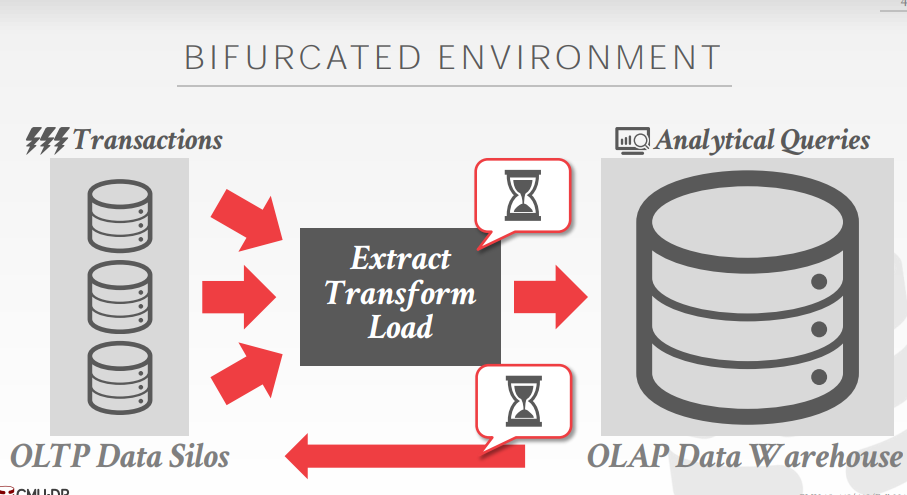 4
BIFURCATED ENVIRONMENT
Transactions
Analytical Queries
Extract
Transform
Load
OLTP Data Silos
OLAP Data Warehouse
CMU·DB